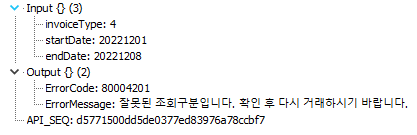 Input {} (3)
invoiceType: 4
startDate: 20221201
endDate: 20221208
Output {} (2)
ErrorCode: 80004201
ErrorMessage: 잘못된 조회구분입니다. 확인 후 다시 거래하시기 바랍니다.
API_SEQ: d5771500dd5de0377ed83976a78ccbf7